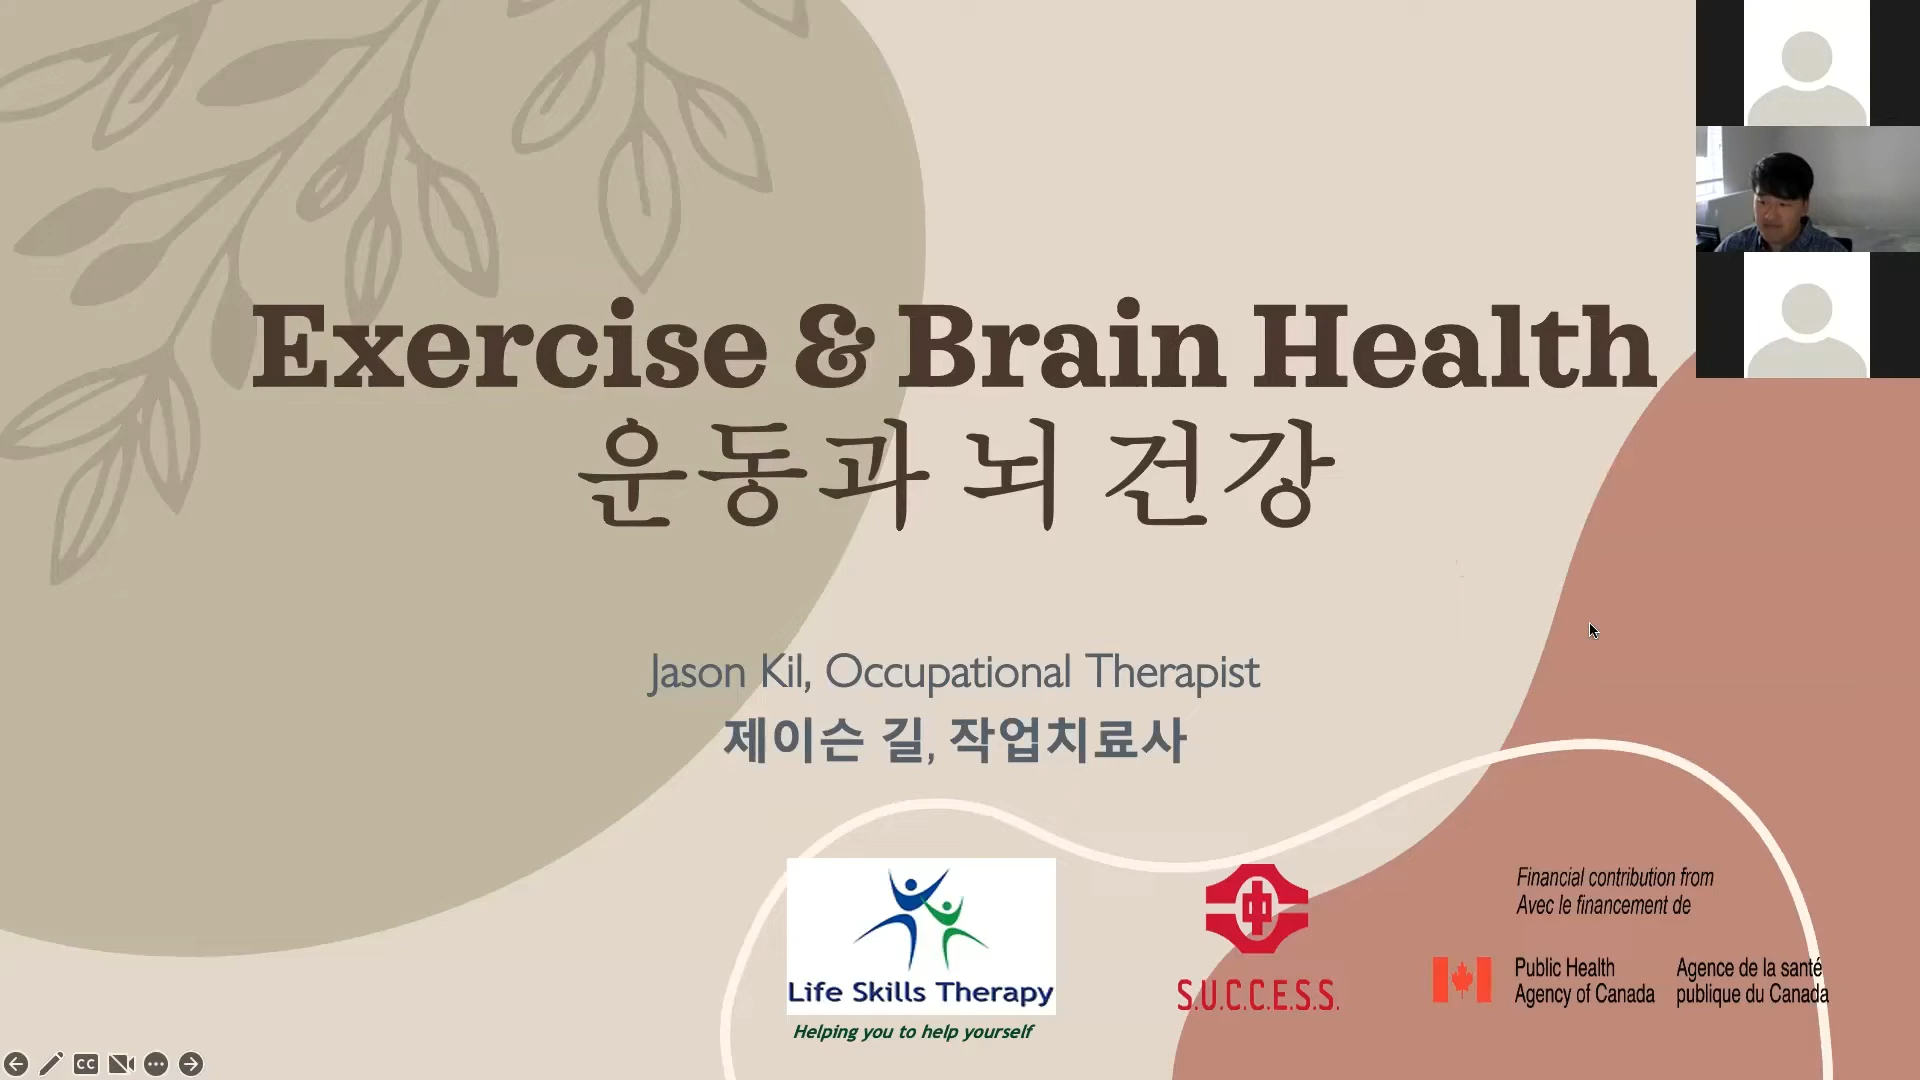 Exercise & Brain Health
운동과 뇌 건강
Jason Kil, Occupational Therapist
제이슨 길, 작업치료사
Life Skills Therapy
Helping you to help yourself
中
S.U.C.C.E.S.S.
Financial contribution from
Avec le financement de
Public Health
Agency of Canada
Agence de la santé
publique du Canada
CC